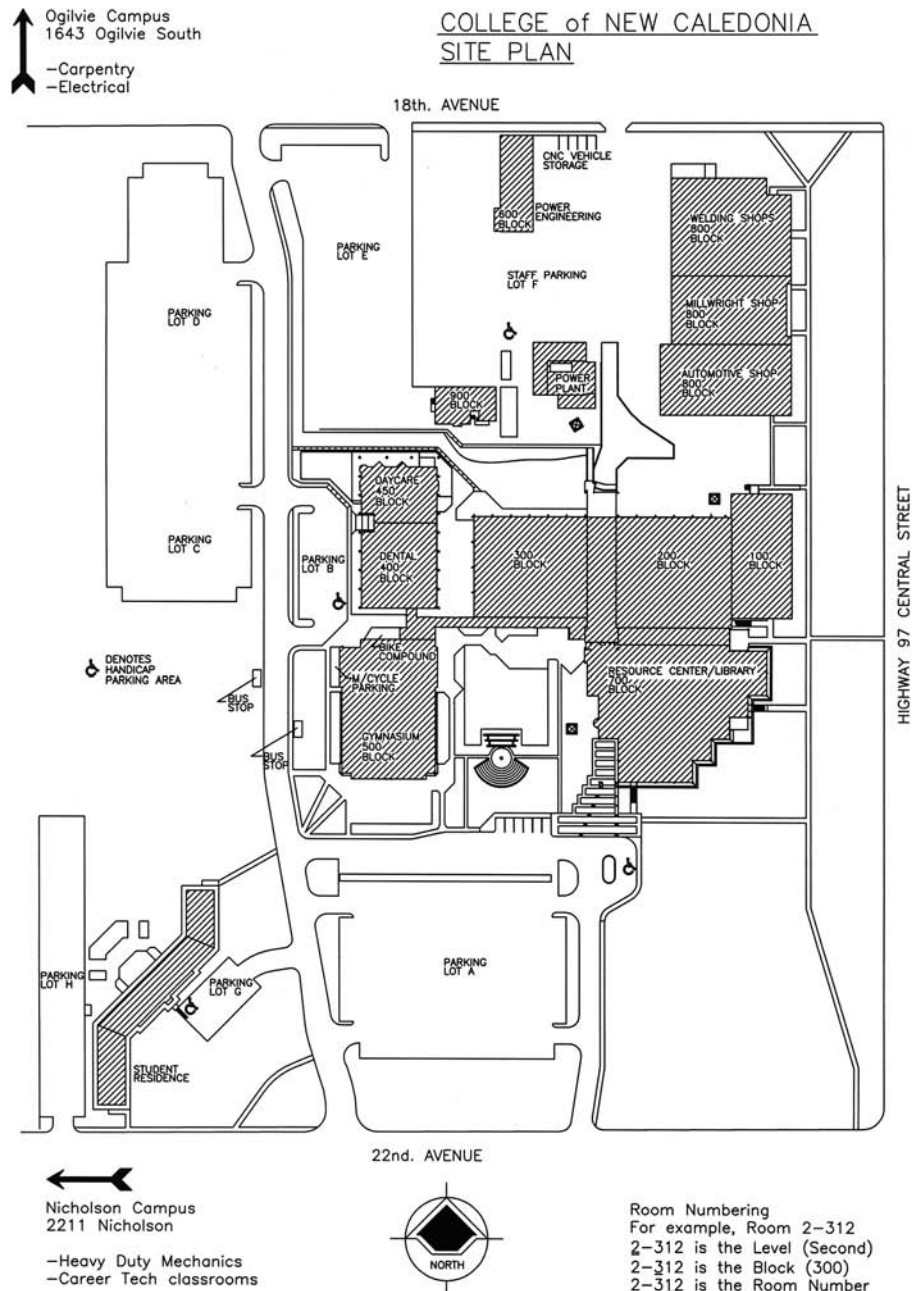 Ogilvie Campus
1643 Ogilvie South
-Carpentry
-Electrical
COLLEGE of NEW CALEDONIA
SITE PLAN
18th. AVENUE
CNC VEHICLE
STORAGE
POWER
ENGINEERING
600
BLOCK
WELDING SHOPS
800
BLOCK
PARKING
LOT E
STAFF PARKING
LOT F
PARKING
LOT D
MILLWRIGHT SHOP
800
BLOCK
AUTOMOTIVE SHOP
800
BLOCK
POWER
PLANT
900
BLOCK
DAYCARE
450
BLOCK
PARKING
LOT C
PARKING
LOT B
DENTAL
400
BLOCK
300
BLOCK
200
BLOCK
100
BLOCK
HIGHWAY 97 CENTRAL STREET
BIKE
COMPOUND
M/CYCLE
PARKING
RESOURCE CENTER/LIBRARY
700
BLOCK
DENOTES
HANDICAP
PARKING AREA
BUS
STOP
BUS
STOP
GYMNASIUM
500
BLOCK
PARKING
LOT A
PARKING
LOT H
PARKING
LOT G
STUDENT
RESIDENCE
22nd. AVENUE
Nicholson Campus
2211 Nicholson
-Heavy Duty Mechanics
-Career Tech classrooms
NORTH
Room Numbering
For example, Room 2-312
2-312 is the Level (Second)
2-312 is the Block (300)
2-312 is the Room Number